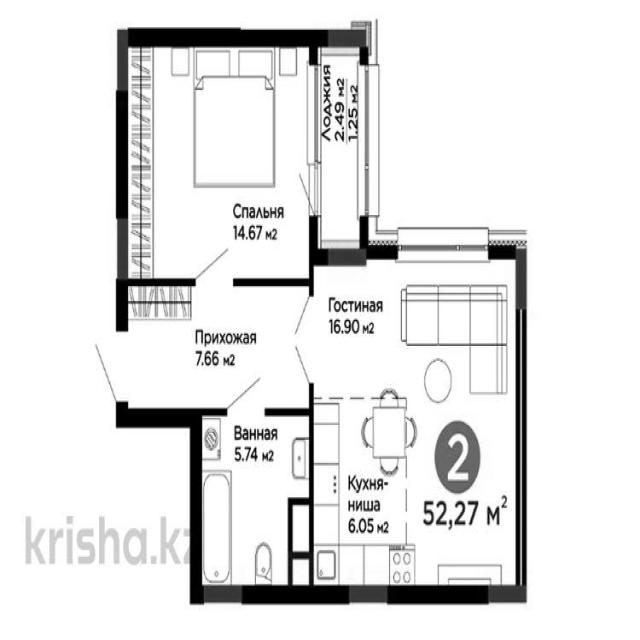 Лоджия
2.49 м2
1.25 м2
Спальня
14.67 м2
Гостиная
16.90 м2
Прихожая
7.66 м2
Ванная
5.74 м2
Кухня-
ниша
6.05 м2
2
52,27 м2
krisha.kz